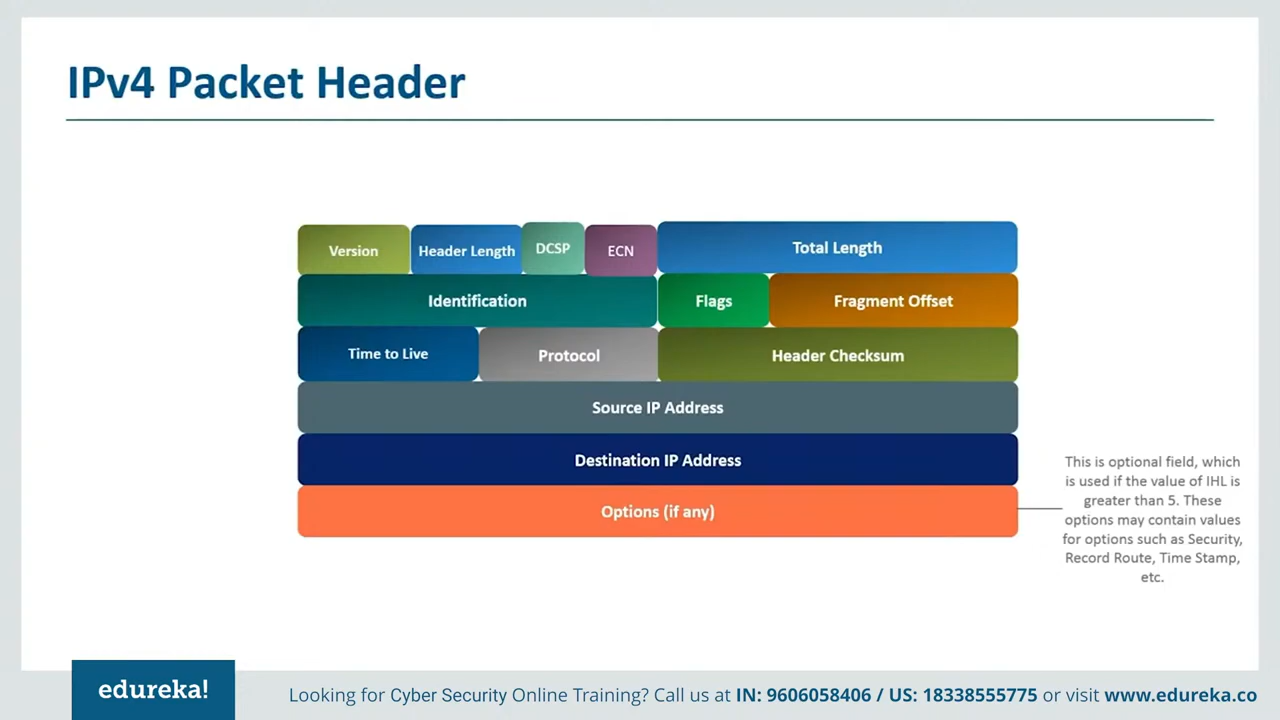 IPv4 Packet Header
Version
Header Length
DCSP
ECN
Total Length
Identification
Flags
Fragment Offset
Time to Live
Protocol
Header Checksum
Source IP Address
Destination IP Address
Options (if any)
This is optional field, which
is used if the value of IHL is
greater than 5. These
options may contain values
for options such as Security,
Record Route, Time Stamp,
etc.
edureka!
Looking for Cyber Security Online Training? Call us at IN: 9606058406 / US: 18338555775 or visit www.edureka.co